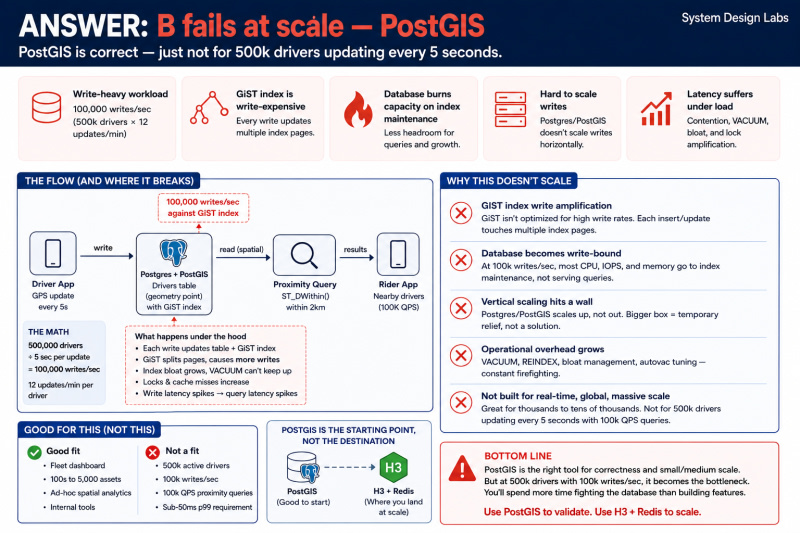 ANSWER: B fails at scale — PostGIS
System Design Labs
PostGIS is correct — just not for 500k drivers updating every 5 seconds.
Write-heavy workload
100,000 writes/sec
(500k drivers × 12
updates/min)
GiST index is
write-expensive
Every write updates
multiple index pages.
Database burns
capacity on index
maintenance
Less headroom for
queries and growth.
Hard to scale
writes
Postgres/PostGIS
doesn't scale writes
horizontally.
Latency suffers
under load
Contention, VACUUM,
bloat, and lock
amplification.
THE FLOW (AND WHERE IT BREAKS)
100,000 writes/sec
against GiST index
write
read (spatial)
results
Driver App
GPS update
every 5s
Postgres + PostGIS
Drivers table
(geometry point)
with GiST index
Proximity Query
ST_DWithin()
within 2km
Rider App
Nearby drivers
(100K QPS)
THE MATH
500,000 drivers
÷ 5 sec per update
= 100,000 writes/sec
12 updates/min per
driver
What happens under the hood
• Each write updates table + GiST index
• GiST splits pages, causes more writes
• Index bloat grows, VACUUM can't keep up
• Locks & cache misses increase
• Write latency spikes → query latency spikes
WHY THIS DOESN'T SCALE
GIST index write amplification
GiST isn't optimized for high write rates. Each insert/update
touches multiple index pages.
Database becomes write-bound
At 100k writes/sec, most CPU, IOPS, and memory go to index
maintenance, not serving queries.
Vertical scaling hits a wall
Postgres/PostGIS scales up, not out. Bigger box = temporary
relief, not a solution.
Operational overhead grows
VACUUM, REINDEX, bloat management, autovac tuning —
constant firefighting.
Not built for real-time, global, massive scale
Great for thousands to tens of thousands. Not for 500k drivers
updating every 5 seconds with 100k QPS queries.
GOOD FOR THIS (NOT THIS)
Good fit
• Fleet dashboard
• 100s to 5,000 assets
• Ad-hoc spatial analytics
• Internal tools
Not a fit
• 500k active drivers
• 100k writes/sec
• 100k QPS proximity queries
• Sub-50ms p99 requirement
POSTGIS IS THE STARTING POINT,
NOT THE DESTINATION
H3
PostGIS
(Good to start)
H3 + Redis
(Where you land
at scale)
BOTTOM LINE
PostGIS is the right tool for correctness and small/medium scale.
But at 500k drivers with 100k writes/sec, it becomes the bottleneck.
You'll spend more time fighting the database than building features.
Use PostGIS to validate. Use H3 + Redis to scale.